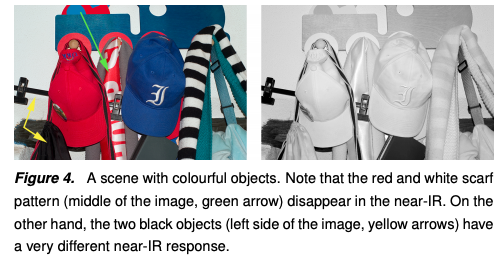 Figure 4. A scene with colourful objects. Note that the red and white scarf
pattern (middle of the image, green arrow) disappear in the near-IR. On the
other hand, the two black objects (left side of the image, yellow arrows) have
a very different near-IR response.